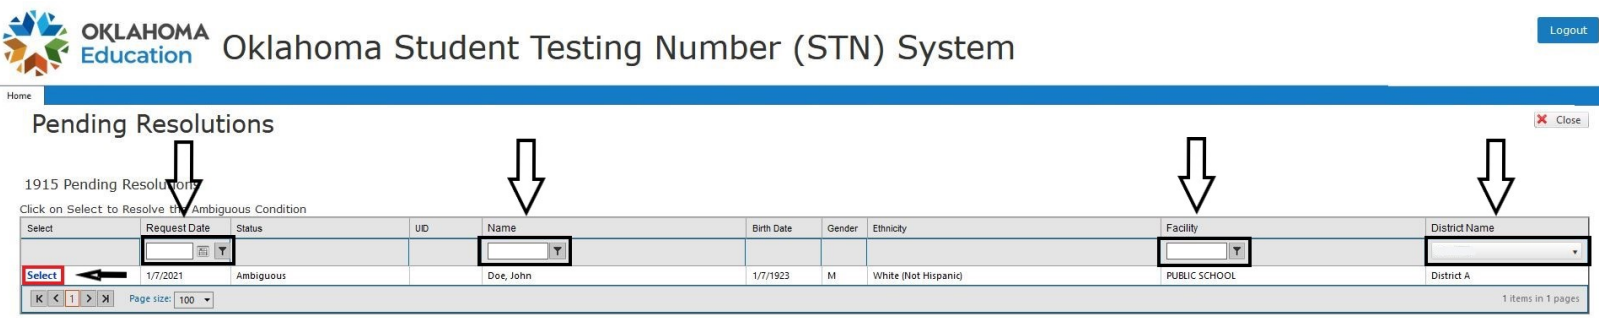 OKLAHOMA
Education
Oklahoma Student Testing Number (STN) System
Logout
Home
Pending Resolutions
Close
1915 Pending Resolutions
Click on Select to Resolve the Ambiguous Condition
Select Request Date Status UID Name Birth Date Gender Ethnicity Facility District Name
Select 1/7/2021 Ambiguous Doe, John 1/7/1923 M White (Not Hispanic) PUBLIC SCHOOL District A
1 Page size: 100 1 items in 1 pages